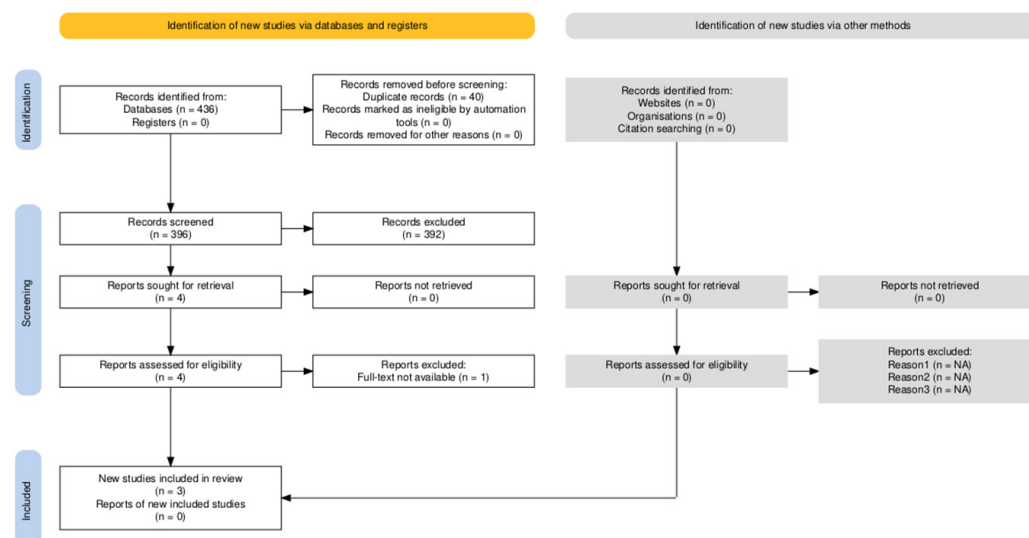 Identification of new studies via databases and registers
Identification of new studies via other methods
Identification
Records identified from:
Databases (n = 436)
Registers (n = 0)
Records removed before screening:
Duplicate records (n = 40)
Records marked as ineligible by automation
tools (n = 0)
Records removed for other reasons (n = 0)
Records identified from:
Websites (n = 0)
Organisations (n = 0)
Citation searching (n = 0)
Screening
Records screened
(n = 396)
Records excluded
(n = 392)
Reports sought for retrieval
(n = 4)
Reports not retrieved
(n = 0)
Reports sought for retrieval
(n = 0)
Reports not retrieved
(n = 0)
Reports assessed for eligibility
(n = 4)
Reports excluded:
Full-text not available (n = 1)
Reports assessed for eligibility
(n = 0)
Reports excluded:
Reason1 (n = NA)
Reason2 (n = NA)
Reason3 (n = NA)
Included
New studies included in review
(n = 3)
Reports of new included studies
(n = 0)